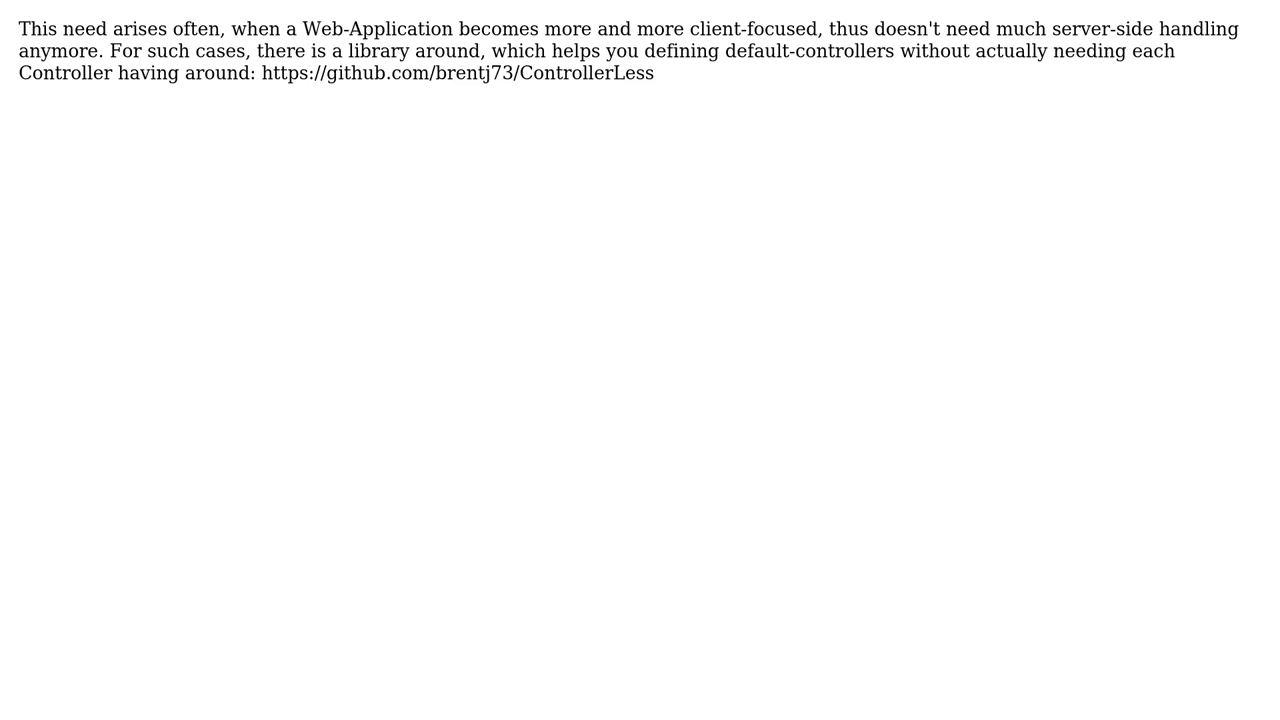 This need arises often, when a Web-Application becomes more and more client-focused, thus doesn't need much server-side handling
anymore. For such cases, there is a library around, which helps you defining default-controllers without actually needing each
Controller having around: https://github.com/brentj73/ControllerLess